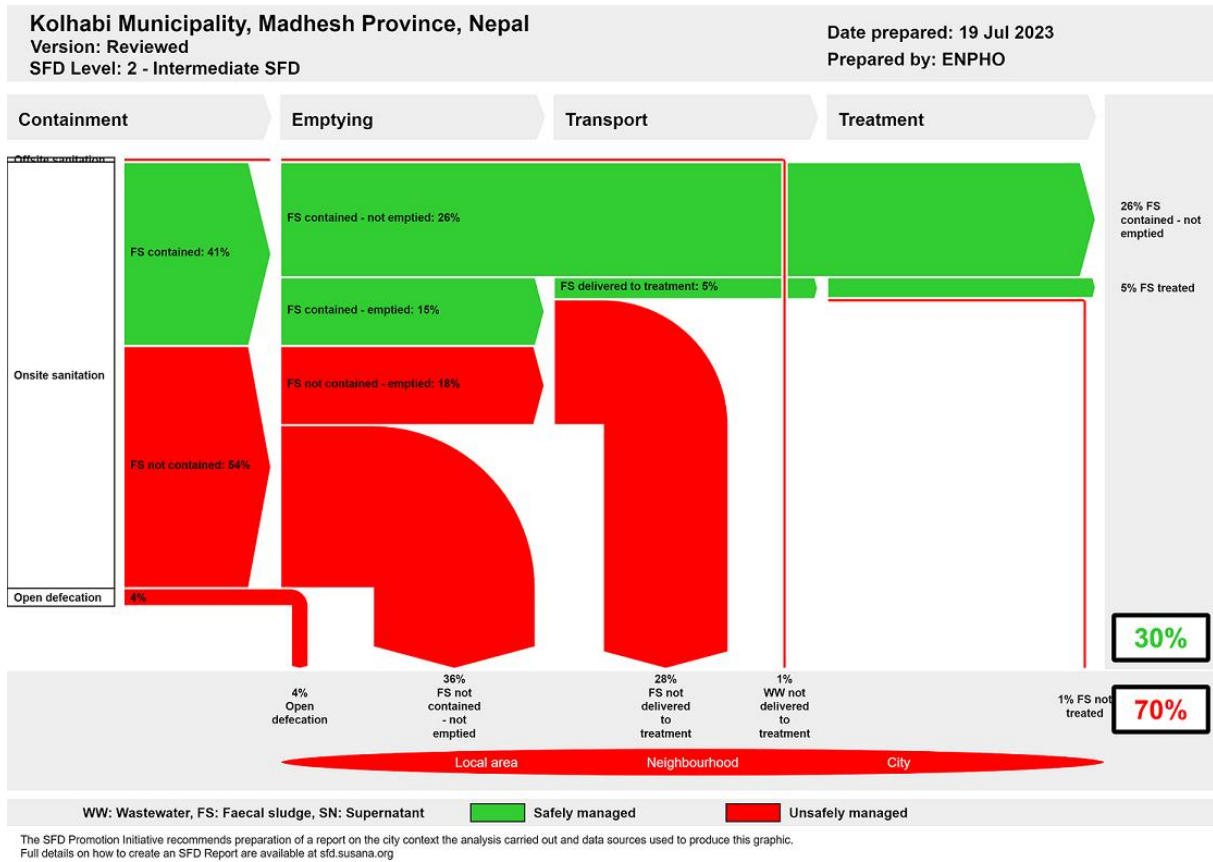 Kolhabi Municipality, Madhesh Province, Nepal
Version: Reviewed
SFD Level: 2 - Intermediate SFD
Date prepared: 19 Jul 2023
Prepared by: ENPHO
Containment
Emptying
Transport
Treatment
Offsite sanitation
FS contained: 41%
FS contained - not emptied: 26%
26% FS
contained - not
emptied
FS delivered to treatment: 5%
5% FS treated
FS contained - emptied: 15%
Onsite sanitation
FS not contained - emptied: 18%
FS not contained: 54%
Open defecation
4%
30%
4%
Open
defecation
36%
FS not
contained
- not
emptied
28%
FS not
delivered
to
treatment
1%
WW not
delivered
to
treatment
1% FS not
treated
70%
Local area
Neighbourhood
City
WW: Wastewater, FS: Faecal sludge, SN: Supernatant
Safely managed
Unsafely managed
The SFD Promotion Initiative recommends preparation of a report on the city context the analysis carried out and data sources used to produce this graphic.
Full details on how to create an SFD Report are available at sfd.susana.org